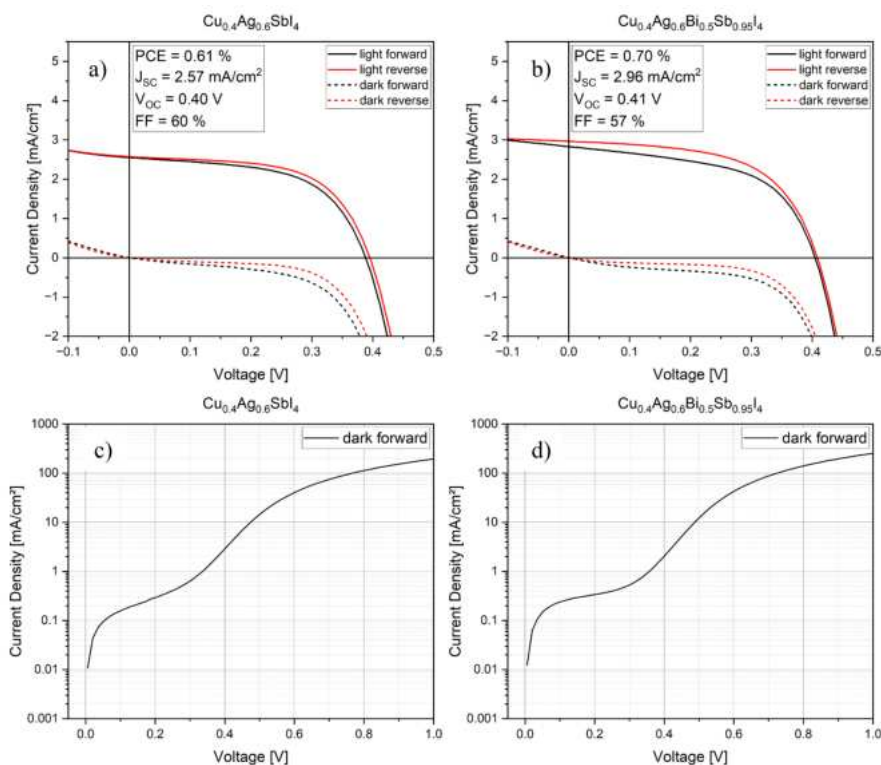 Cu0.4Ag0.6SbI4
a)
PCE = 0.61 %
JSC = 2.57 mA/cm²
VOC = 0.40 V
FF = 60 %
light forward
light reverse
dark forward
dark reverse
Current Density [mA/cm²]
5
4
3
2
1
0
−1
−2
−0.1 0.0 0.1 0.2 0.3 0.4 0.5
Voltage [V]
Cu0.4Ag0.6Bi0.5Sb0.95I4
b)
PCE = 0.70 %
JSC = 2.96 mA/cm²
VOC = 0.41 V
FF = 57 %
light forward
light reverse
dark forward
dark reverse
Current Density [mA/cm²]
5
4
3
2
1
0
−1
−2
−0.1 0.0 0.1 0.2 0.3 0.4 0.5
Voltage [V]
Cu0.4Ag0.6SbI4
c)
dark forward
Current Density [mA/cm²]
1000
100
10
1
0.1
0.01
0.001
0.0 0.2 0.4 0.6 0.8 1.0
Voltage [V]
Cu0.4Ag0.6Bi0.5Sb0.95I4
d)
dark forward
Current Density [mA/cm²]
1000
100
10
1
0.1
0.01
0.001
0.0 0.2 0.4 0.6 0.8 1.0
Voltage [V]